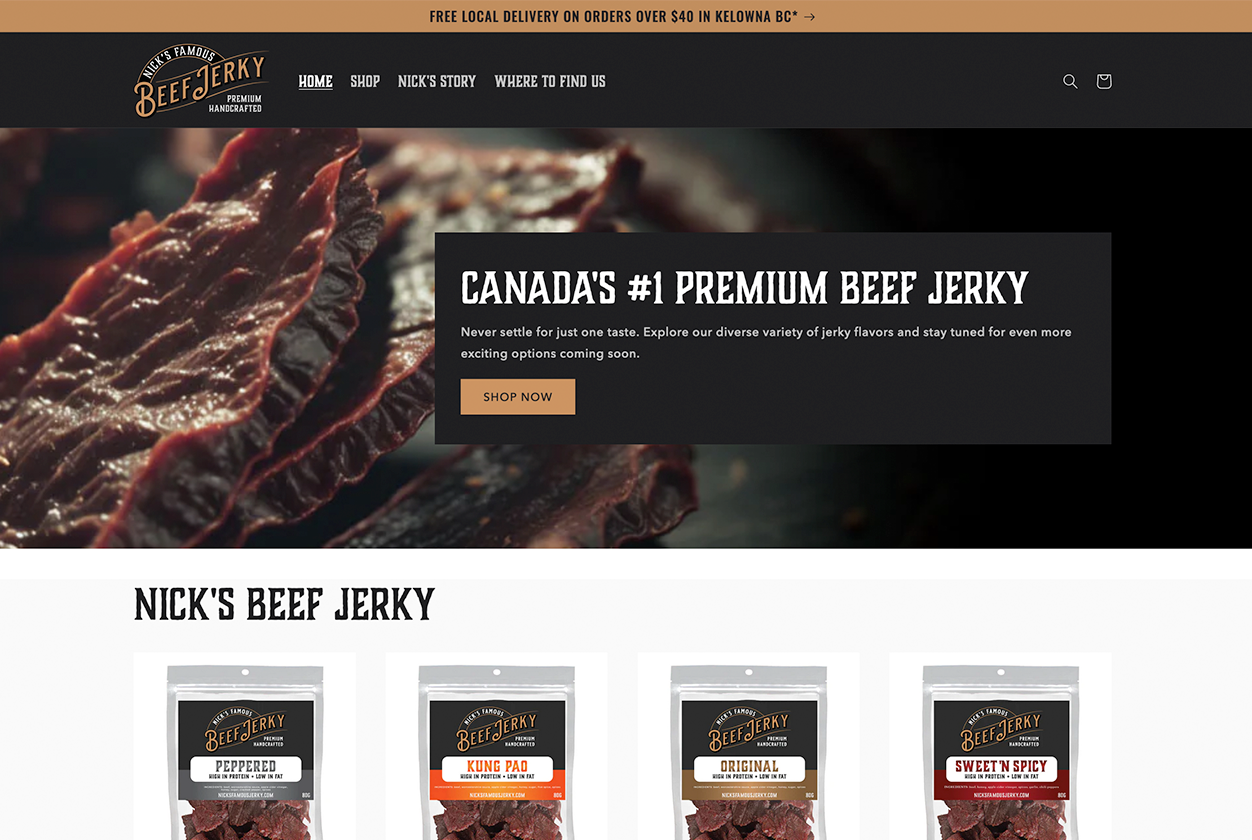 FREE LOCAL DELIVERY ON ORDERS OVER $40 IN KELOWNA BC* →
NICK'S FAMOUS
BEEF JERKY
PREMIUM
HANDCRAFTED
HOME SHOP NICK'S STORY WHERE TO FIND US
CANADA'S #1 PREMIUM BEEF JERKY
Never settle for just one taste. Explore our diverse variety of jerky flavors and stay tuned for even more
exciting options coming soon.
SHOP NOW
NICK'S BEEF JERKY
NICK'S FAMOUS
BEEF JERKY
PREMIUM
HANDCRAFTED
PEPPERED
HIGH IN PROTEIN • LOW IN FAT
NICKSFAMOUSJERKY.COM 80G
NICK'S FAMOUS
BEEF JERKY
PREMIUM
HANDCRAFTED
KUNG PAO
HIGH IN PROTEIN • LOW IN FAT
NICKSFAMOUSJERKY.COM 80G
NICK'S FAMOUS
BEEF JERKY
PREMIUM
HANDCRAFTED
ORIGINAL
HIGH IN PROTEIN • LOW IN FAT
NICKSFAMOUSJERKY.COM 80G
NICK'S FAMOUS
BEEF JERKY
PREMIUM
HANDCRAFTED
SWEET'N SPICY
HIGH IN PROTEIN • LOW IN FAT
NICKSFAMOUSJERKY.COM 80G